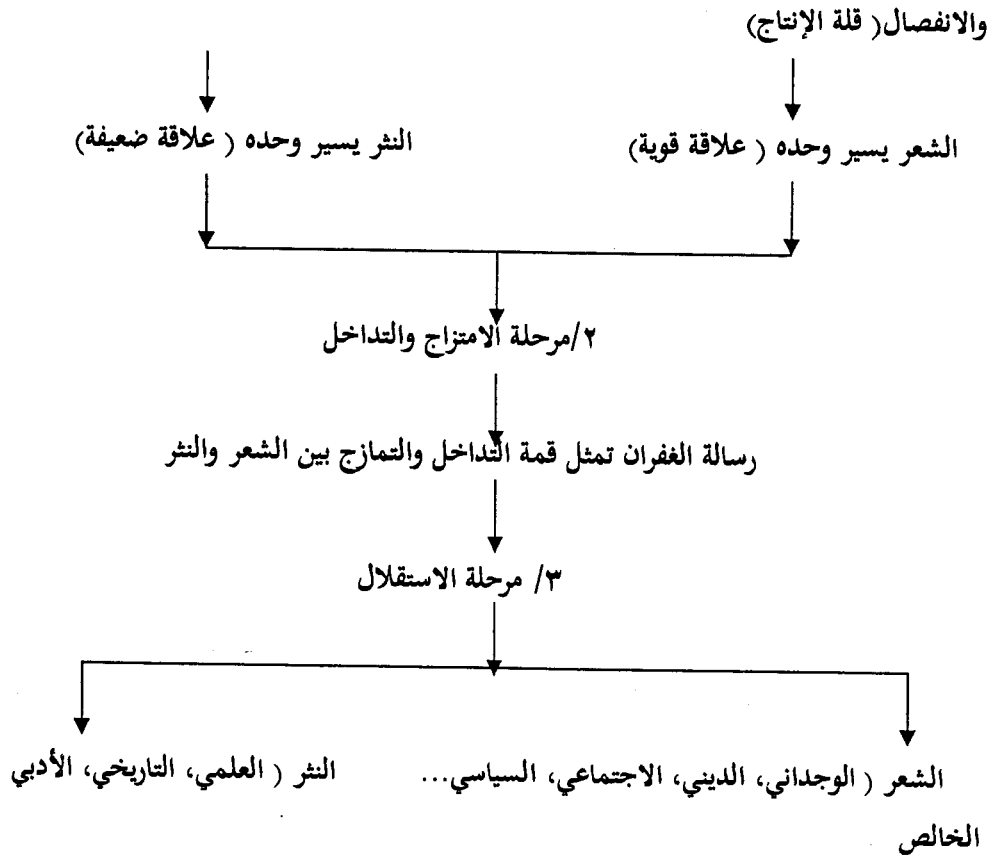 والانفصال( قلة الإنتاج)
الشعر يسير وحده ( علاقة قوية)
النثر يسير وحده ( علاقة ضعيفة)
٢/مرحلة الامتزاج والتداخل
رسالة الغفران تمثل قمة التداخل والتمازج بين الشعر والنثر
٣/ مرحلة الاستقلال
الشعر ( الوجداني، الديني، الاجتماعي، السياسي...
النثر ( العلمي، التاريخي، الأدبي
الخالص